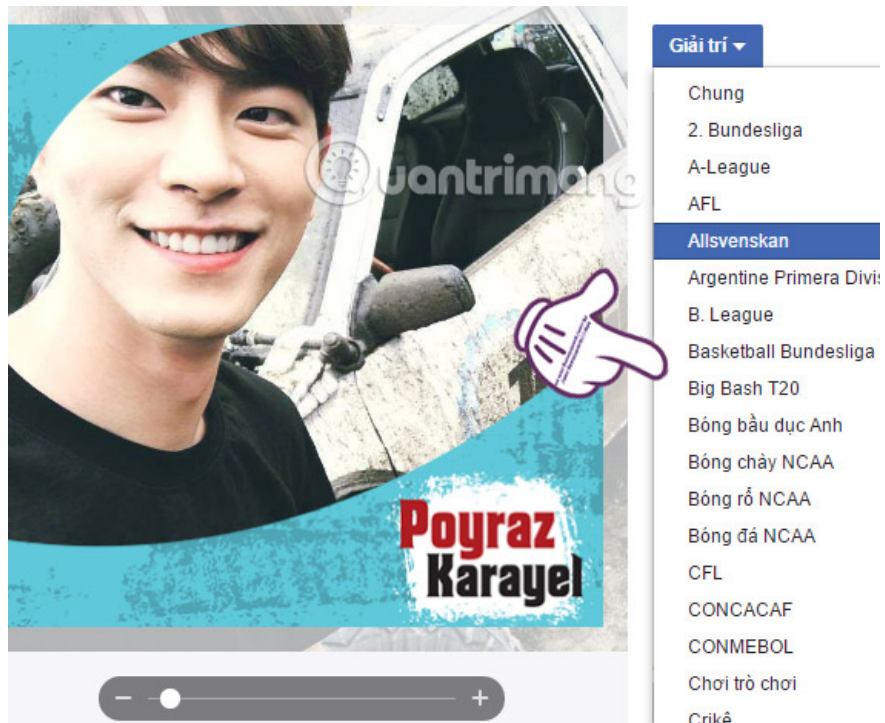 Quantrimang
Poyraz
Karayel
Giải trí
Chung
2. Bundesliga
A-League
AFL
Allsvenskan
Argentine Primera Divis
B. League
Basketball Bundesliga
Big Bash T20
Bóng bầu dục Anh
Bóng chày NCAA
Bóng rổ NCAA
Bóng đá NCAA
CFL
CONCACAF
CONMEBOL
Chơi trò chơi
Crikê